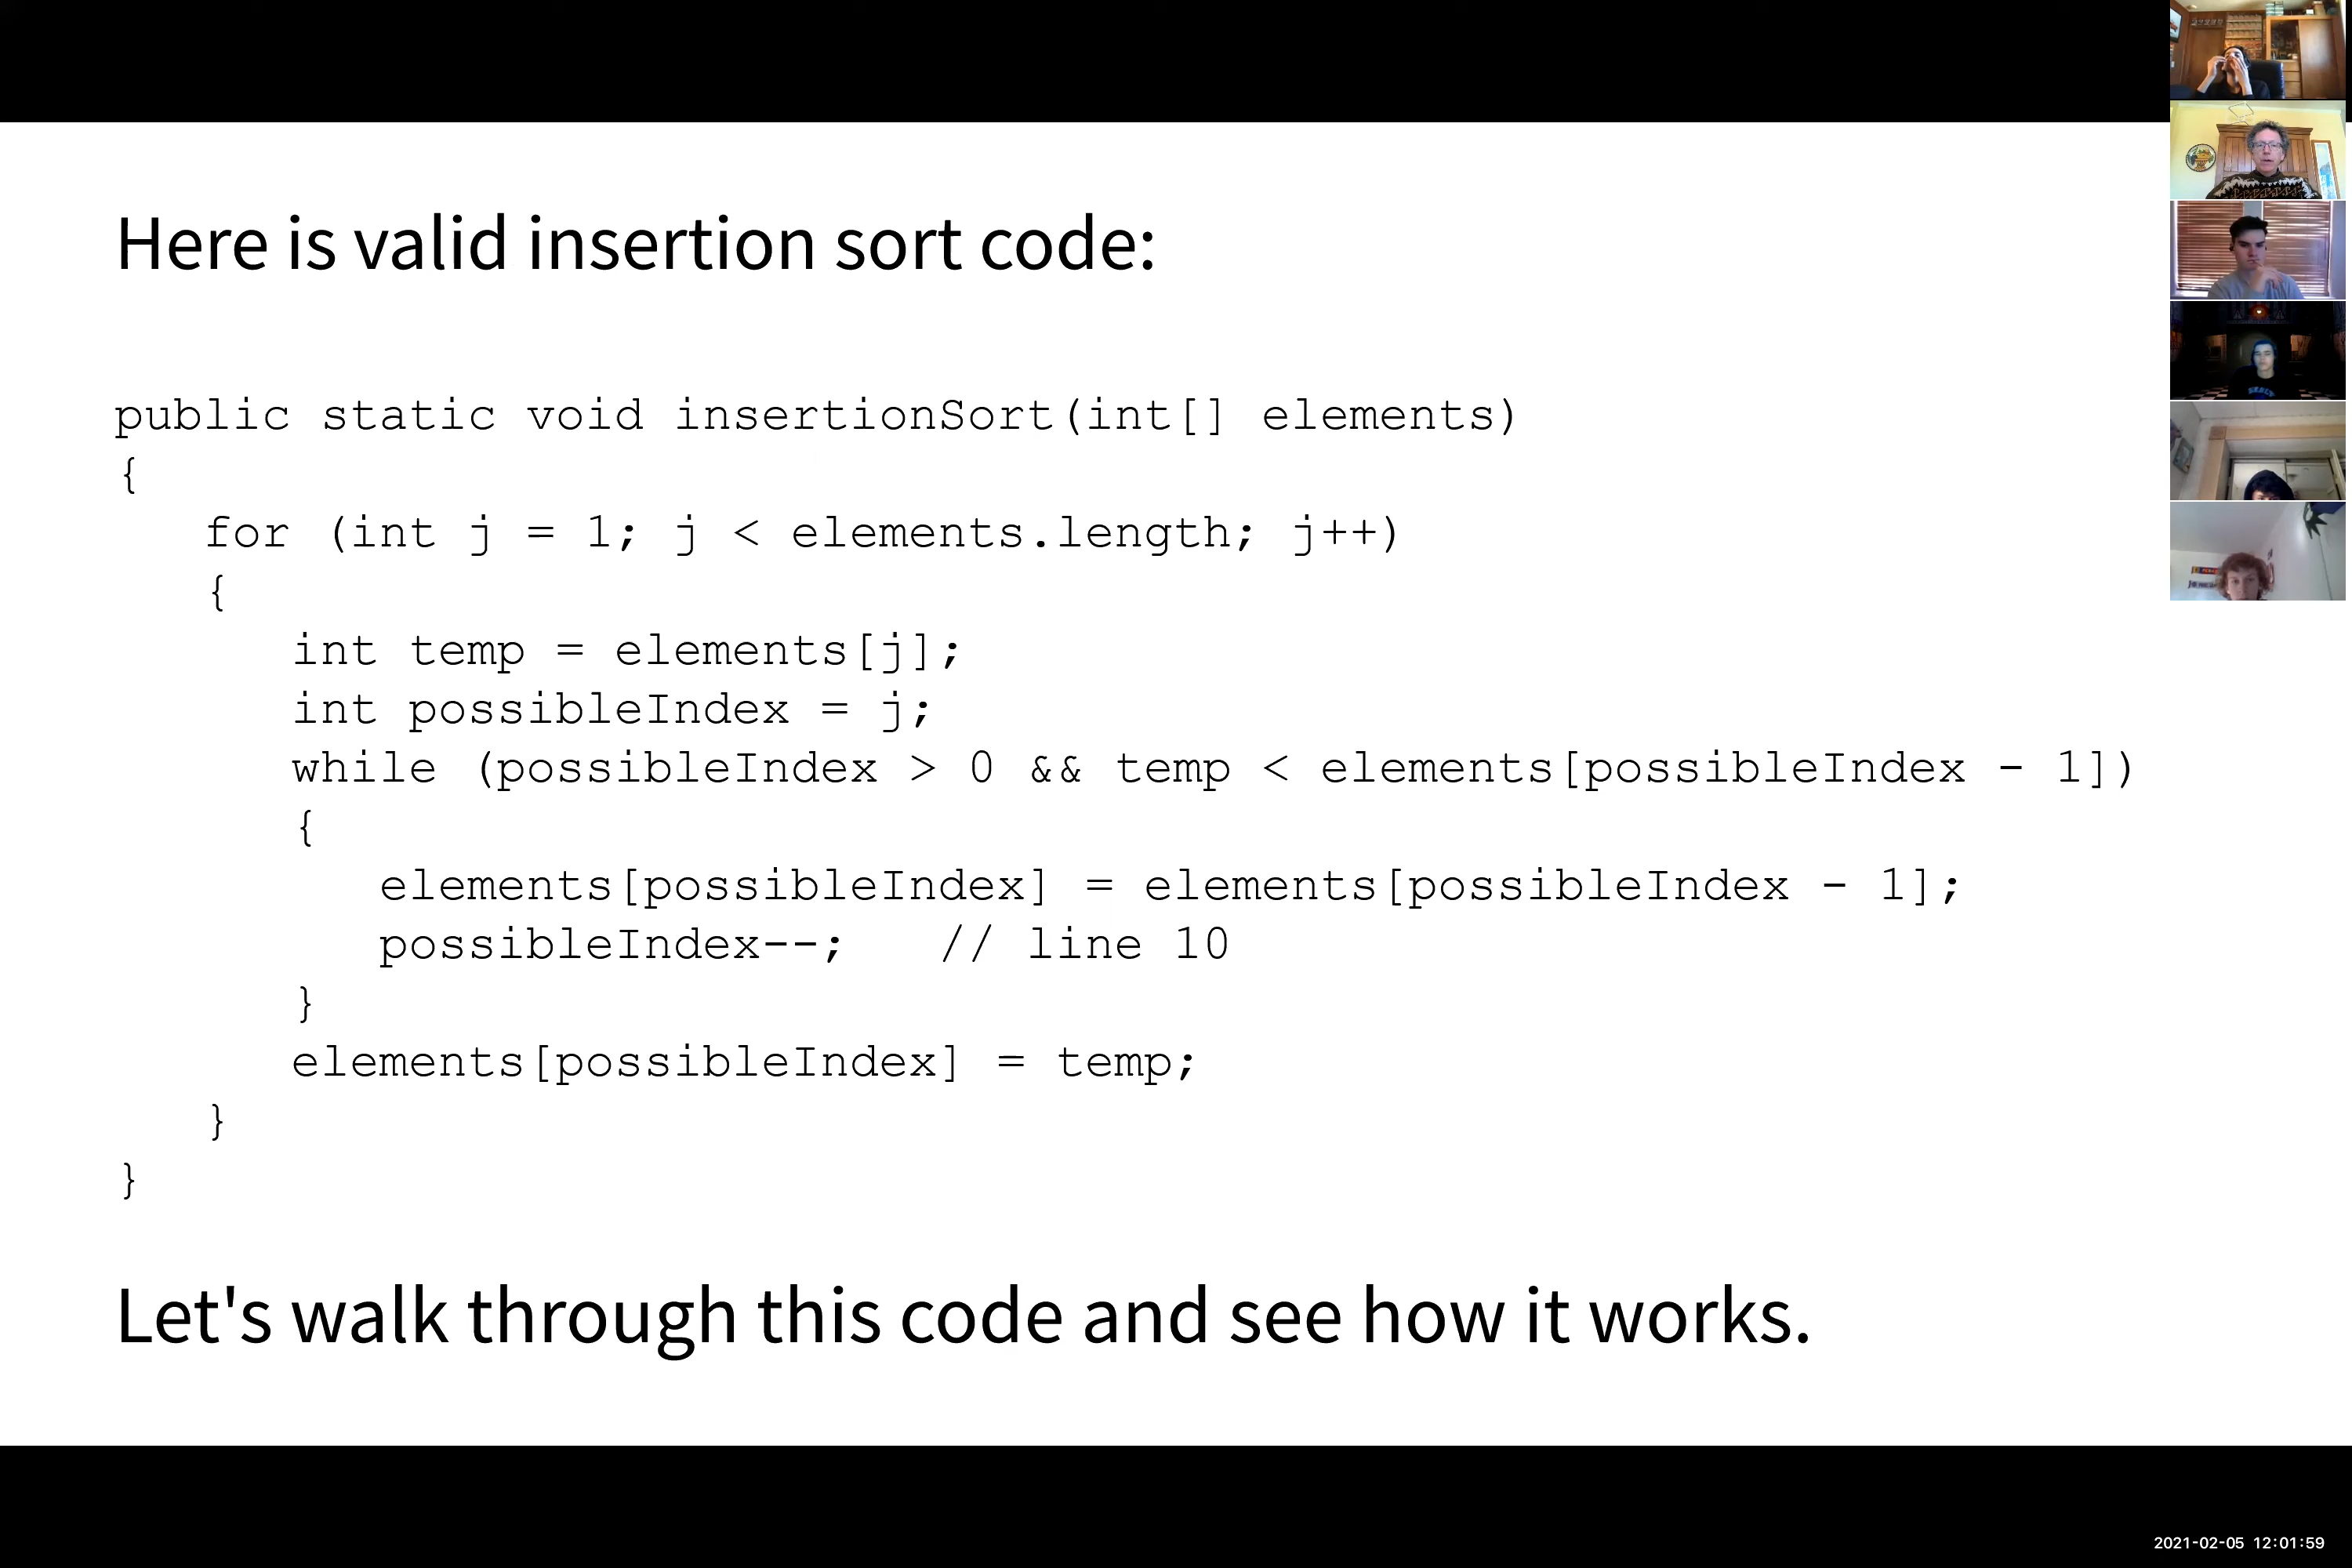 Here is valid insertion sort code:
public static void insertionSort(int[] elements)
{
   for (int j = 1; j < elements.length; j++)
   {
      int temp = elements[j];
      int possibleIndex = j;
      while (possibleIndex > 0 && temp < elements[possibleIndex - 1])
      {
         elements[possibleIndex] = elements[possibleIndex - 1];
         possibleIndex--;   // line 10
      }
      elements[possibleIndex] = temp;
   }
}
Let's walk through this code and see how it works.
2021-02-05 12:01:59